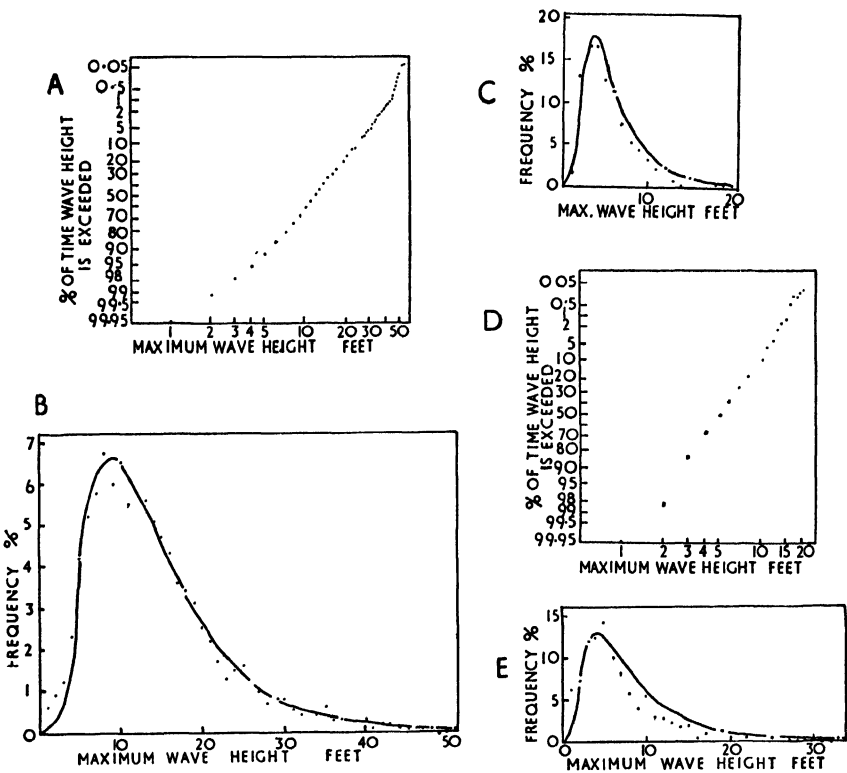 A
% OF TIME WAVE HEIGHT
IS EXCEEDED
0·05
0·5
1
2
5
10
20
30
50
70
80
90
95
98
99
99·5
99·95
1 2 3 4 5 10 20 30 50
MAXIMUM WAVE HEIGHT FEET
B
FREQUENCY %
7
6
5
4
3
2
1
0
10 20 30 40 50
MAXIMUM WAVE HEIGHT FEET
C
FREQUENCY %
20
15
10
5
0
10 20
MAX. WAVE HEIGHT FEET
D
% OF TIME WAVE HEIGHT
IS EXCEEDED
0 05
0·5
1
2
5
10
20
30
50
70
80
90
95
98
99
99·5
99·95
1 2 3 4 5 10 15 20
MAXIMUM WAVE HEIGHT FEET
E
FREQUENCY %
15
10
5
0
0 10 20 30
MAXIMUM WAVE HEIGHT FEET